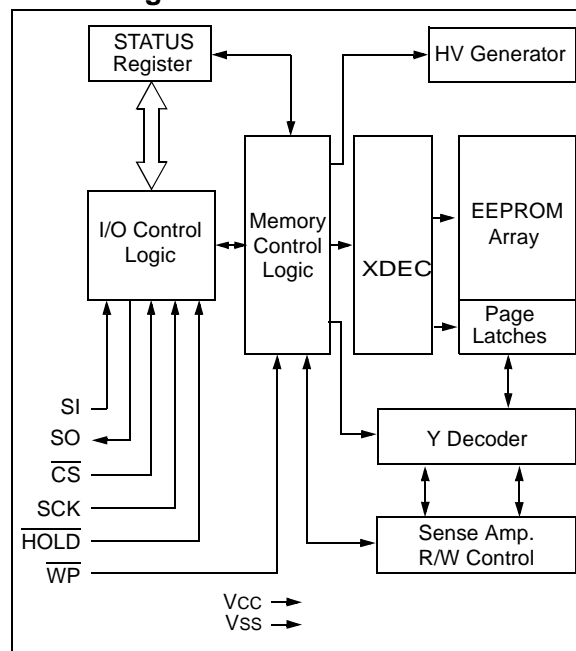 STATUS
Register
HV Generator
I/O Control
Logic
Memory
Control
Logic
XDEC
EEPROM
Array
Page
Latches
SI
SO
CS
SCK
HOLD
WP
Y Decoder
Sense Amp.
R/W Control
VCC
VSS